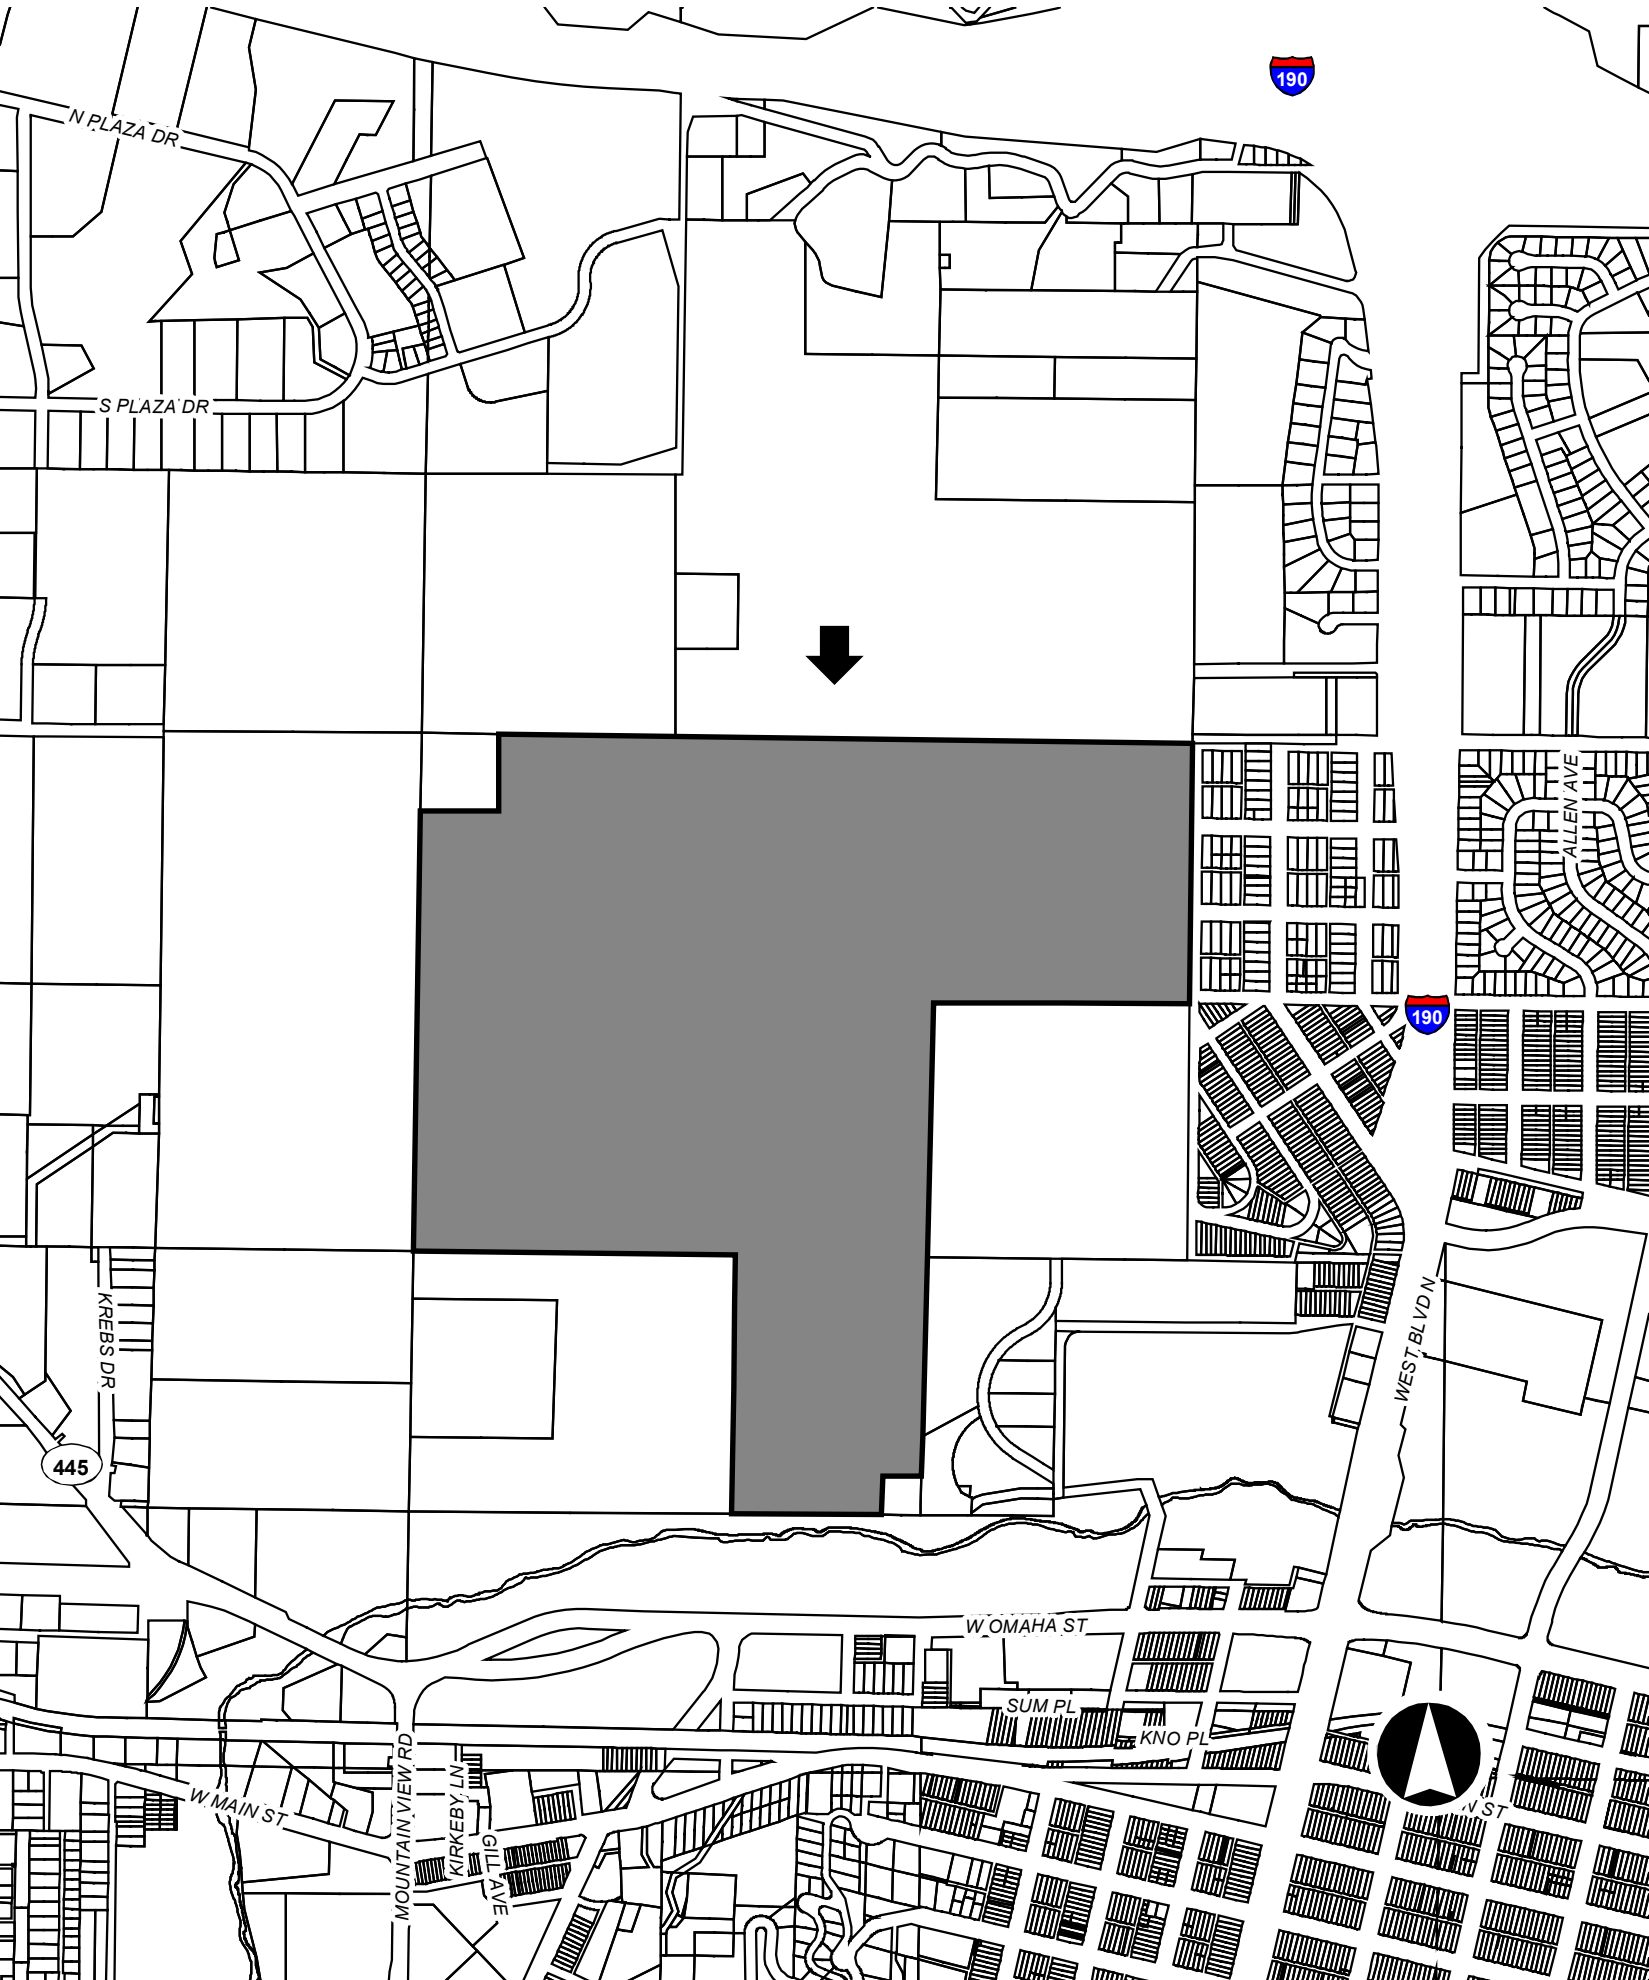 190
N PLAZA DR
S PLAZA DR
ALLEN AVE
190
KREBS DR
WEST BLVD N
445
W OMAHA ST
SUM PL
KNO PL
MOUNTAIN VIEW RD
KIRKEBY LN
W MAIN ST
GILL AVE
N ST